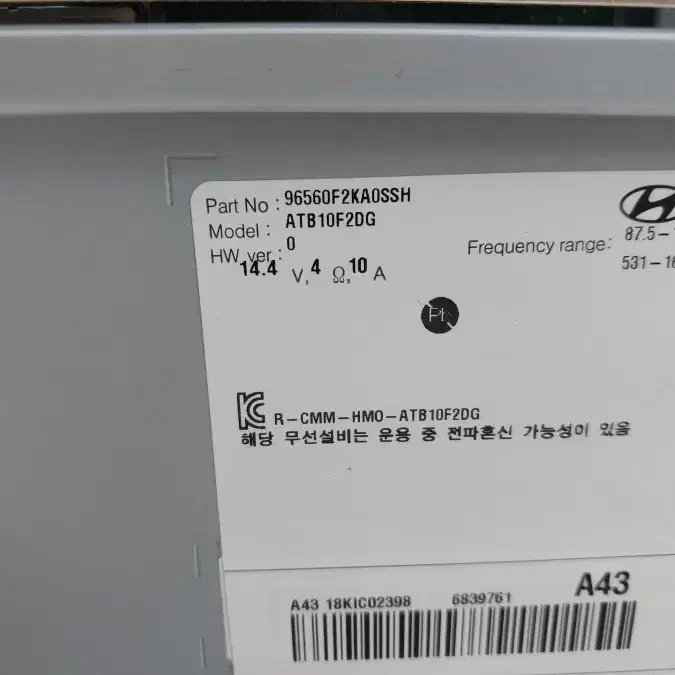 Part No : 96560F2KA0SSH
Model : ATB10F2DG
HW ver : 0
14.4 V, 4 Ω, 10 A
Frequency range: 87.5–
531–
R–CMM–HMO–ATB10F2DG
해당 무선설비는 운용 중 전파혼신 가능성이 있음
A43
A43 18KIC02398 6839761